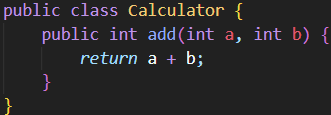 public class Calculator {
    public int add(int a, int b) {
        return a + b;
    }
}